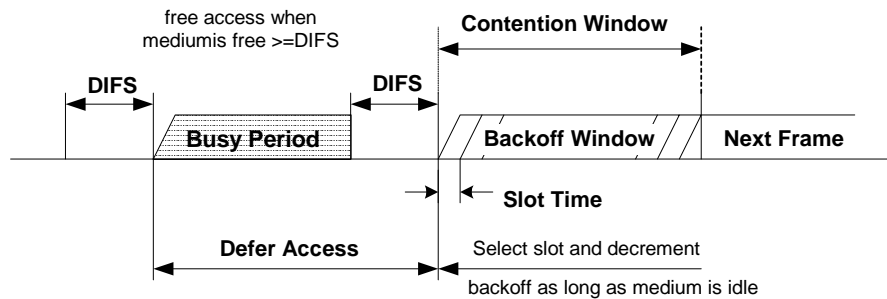 free access when
mediumis free >=DIFS
Contention Window
DIFS
DIFS
Busy Period
Backoff Window
Next Frame
Slot Time
Defer Access
Select slot and decrement
backoff as long as medium is idle